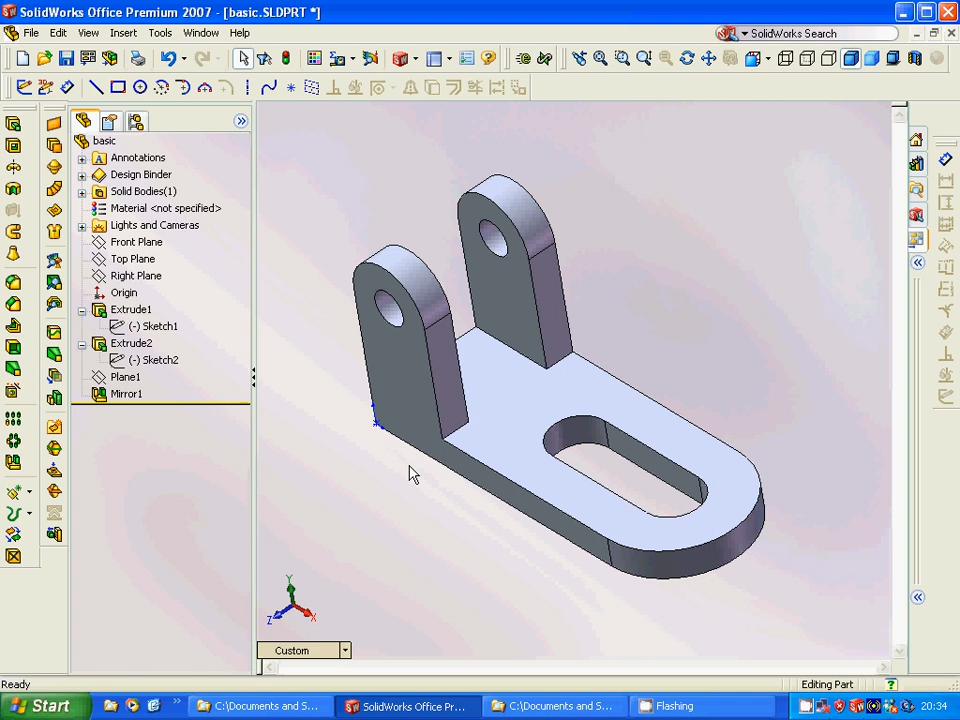 SolidWorks Office Premium 2007 - [basic.SLDPRT *]
File Edit View Insert Tools Window Help
SolidWorks Search
basic
Annotations
Design Binder
Solid Bodies(1)
Material <not specified>
Lights and Cameras
Front Plane
Top Plane
Right Plane
Origin
Extrude1
(-) Sketch1
Extrude2
(-) Sketch2
Plane1
Mirror1
Y
Z
X
Custom
Ready
Editing Part
Start
C:\Documents and S...
SolidWorks Office Pr...
C:\Documents and S...
Flashing
20:34